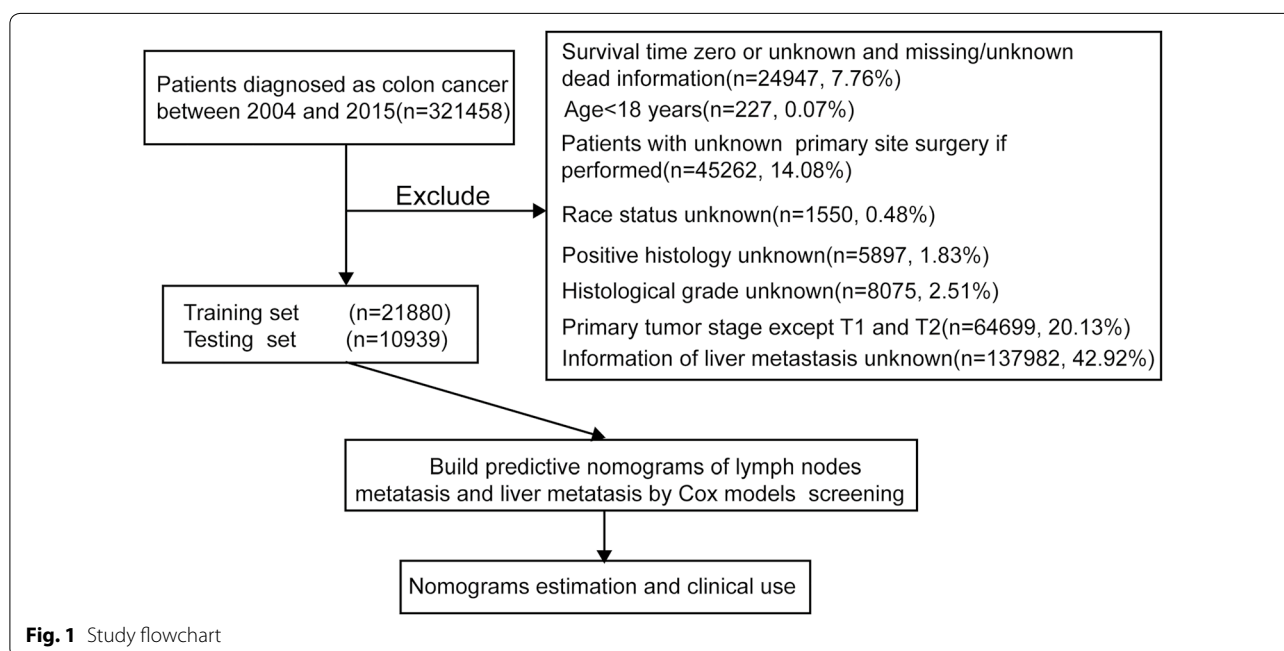 Patients diagnosed as colon cancer
between 2004 and 2015(n=321458)
Exclude
Survival time zero or unknown and missing/unknown
dead information(n=24947, 7.76%)
Age<18 years(n=227, 0.07%)
Patients with unknown primary site surgery if
performed(n=45262, 14.08%)
Race status unknown(n=1550, 0.48%)
Positive histology unknown(n=5897, 1.83%)
Histological grade unknown(n=8075, 2.51%)
Primary tumor stage except T1 and T2(n=64699, 20.13%)
Information of liver metastasis unknown(n=137982, 42.92%)
Training set (n=21880)
Testing set (n=10939)
Build predictive nomograms of lymph nodes
metatasis and liver metatasis by Cox models screening
Nomograms estimation and clinical use
Fig. 1 Study flowchart